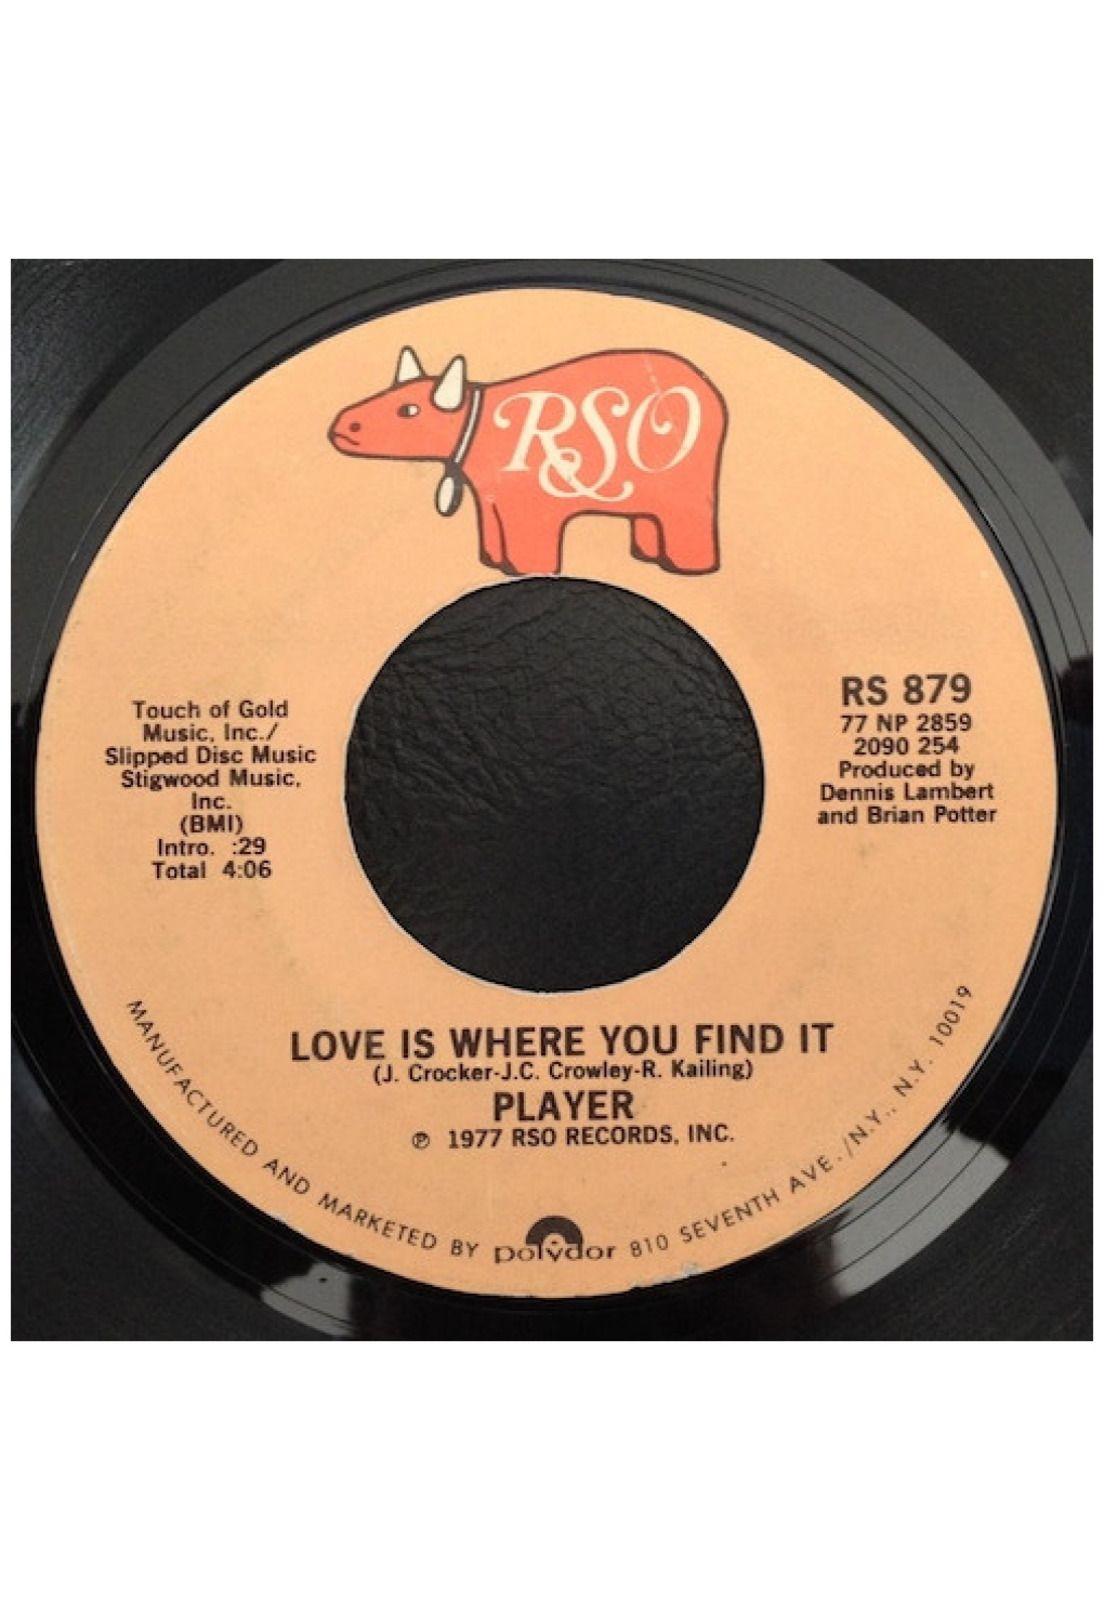 R&SO
Touch of Gold
Music, Inc./
Slipped Disc Music
Stigwood Music,
Inc.
(BMI)
Intro. :29
Total 4:06
RS 879
77 NP 2859
2090 254
Produced by
Dennis Lambert
and Brian Potter
LOVE IS WHERE YOU FIND IT
(J. Crocker-J.C. Crowley-R. Kailing)
PLAYER
℗ 1977 RSO RECORDS, INC.
MANUFACTURED AND MARKETED BY polydor 810 SEVENTH AVE./N.Y., N.Y. 10019